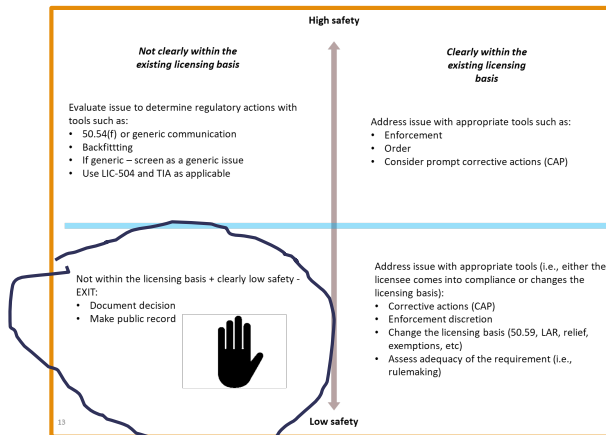 High safety
Not clearly within the
existing licensing basis
Clearly within the
existing licensing
basis
Evaluate issue to determine regulatory actions with
tools such as:
• 50.54(f) or generic communication
• Backfittting
• If generic – screen as a generic issue
• Use LIC-504 and TIA as applicable
Address issue with appropriate tools such as:
• Enforcement
• Order
• Consider prompt corrective actions (CAP)
Not within the licensing basis + clearly low safety -
EXIT:
• Document decision
• Make public record
Address issue with appropriate tools (i.e., either the
licensee comes into compliance or changes the
licensing basis):
• Corrective actions (CAP)
• Enforcement discretion
• Change the licensing basis (50.59, LAR, relief,
exemptions, etc)
• Assess adequacy of the requirement (i.e.,
rulemaking)
13
Low safety